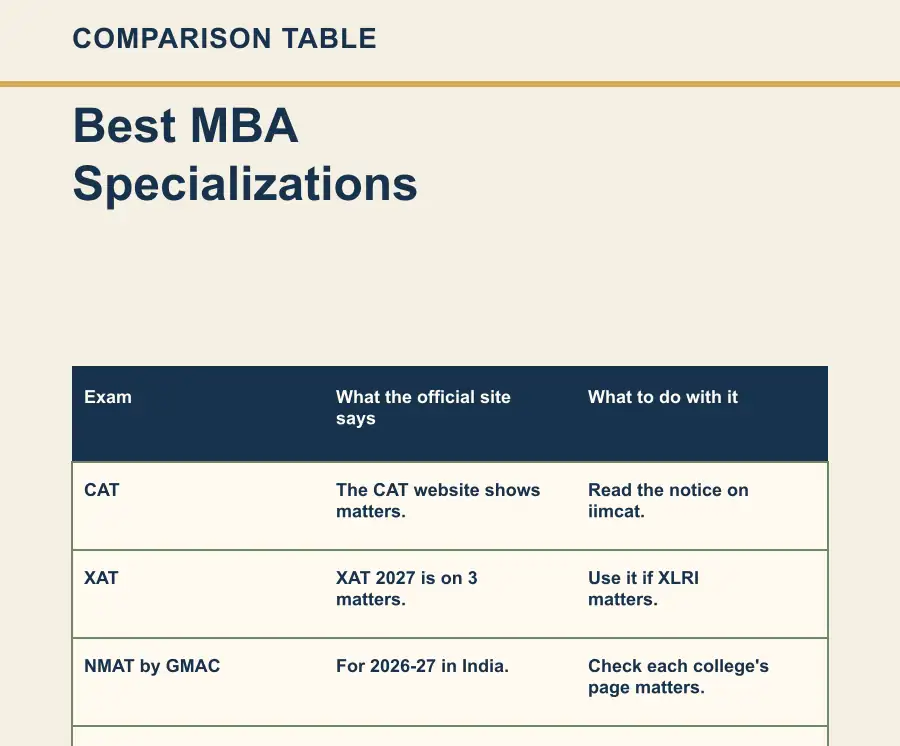 COMPARISON TABLE
Best MBA
Specializations
Exam
What the official site
says
What to do with it
CAT
The CAT website shows
matters.
Read the notice on
iimcat.
XAT
XAT 2027 is on 3
matters.
Use it if XLRI
matters.
NMAT by GMAC
For 2026-27 in India.
Check each college's
page matters.